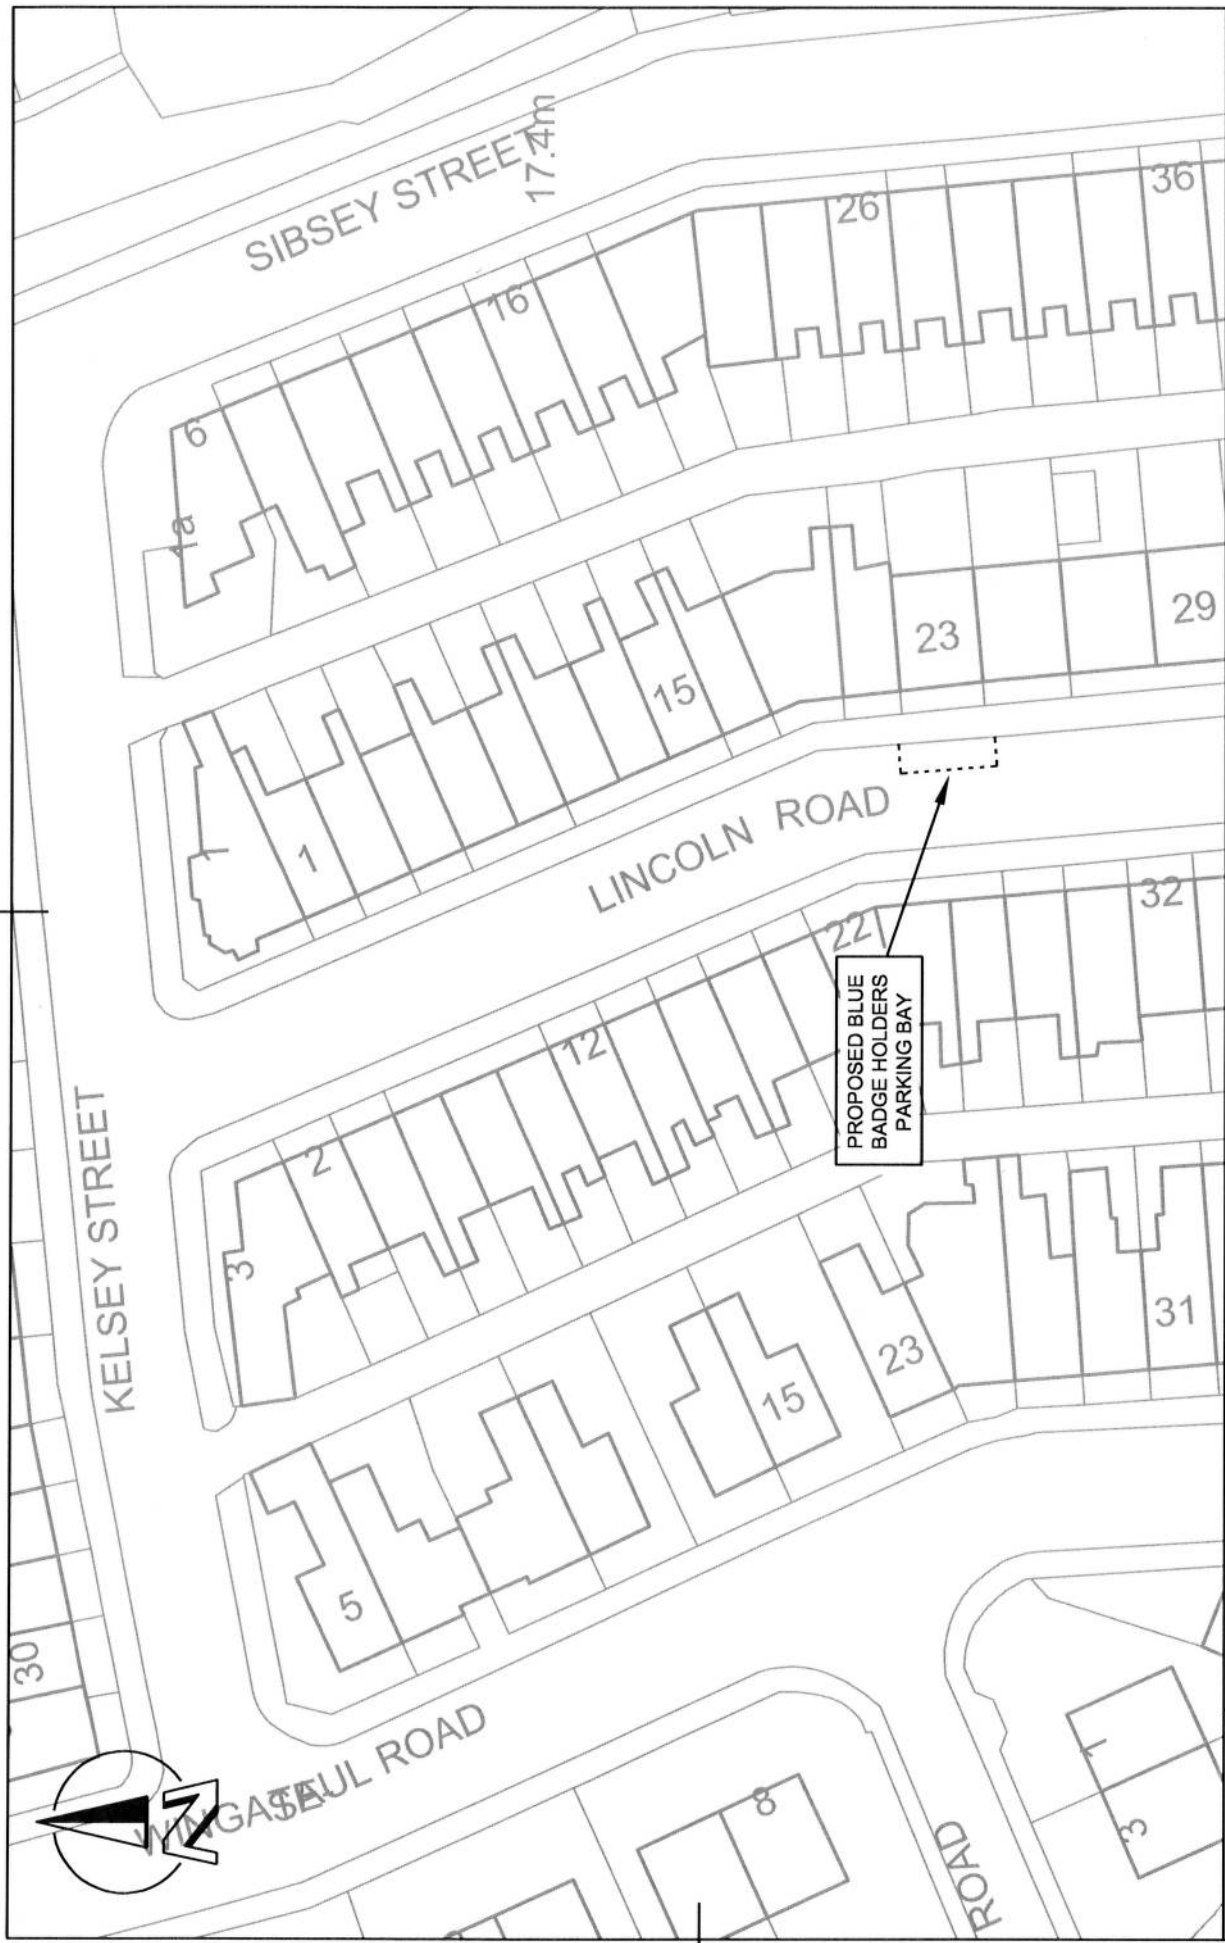 SIBSEY STREET
17.4m
36
26
16
6
1a
29
23
15
1
LINCOLN ROAD
32
22
12
2
3
KELSEY STREET
PROPOSED BLUE
BADGE HOLDERS
PARKING BAY
31
23
15
5
30
N
ROAD
8
1
3
ROAD